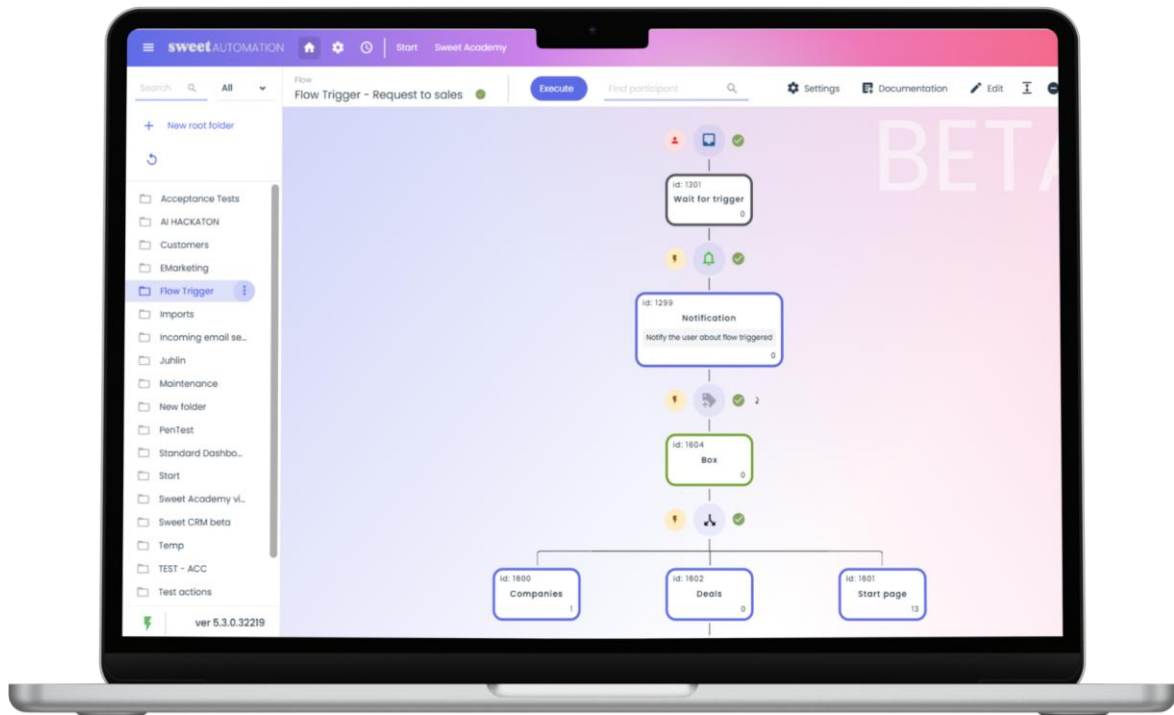 sweetAUTOMATION
Start
Sweet Academy
Search
All
Flow
Flow Trigger - Request to sales
Execute
Find participant
Settings
Documentation
Edit
New root folder
BETA
Acceptance Tests
AI HACKATON
Customers
EMarketing
Flow Trigger
Imports
Incoming email se...
Juhlin
Maintenance
New folder
PenTest
Standard Dashbo...
Start
Sweet Academy vi...
Sweet CRM beta
Temp
TEST - ACC
Test actions
ver 5.3.0.32219
id: 1301
Wait for trigger
0
id: 1299
Notification
Notify the user about flow triggered
0
id: 1604
Box
0
id: 1600
Companies
1
id: 1602
Deals
0
id: 1601
Start page
13